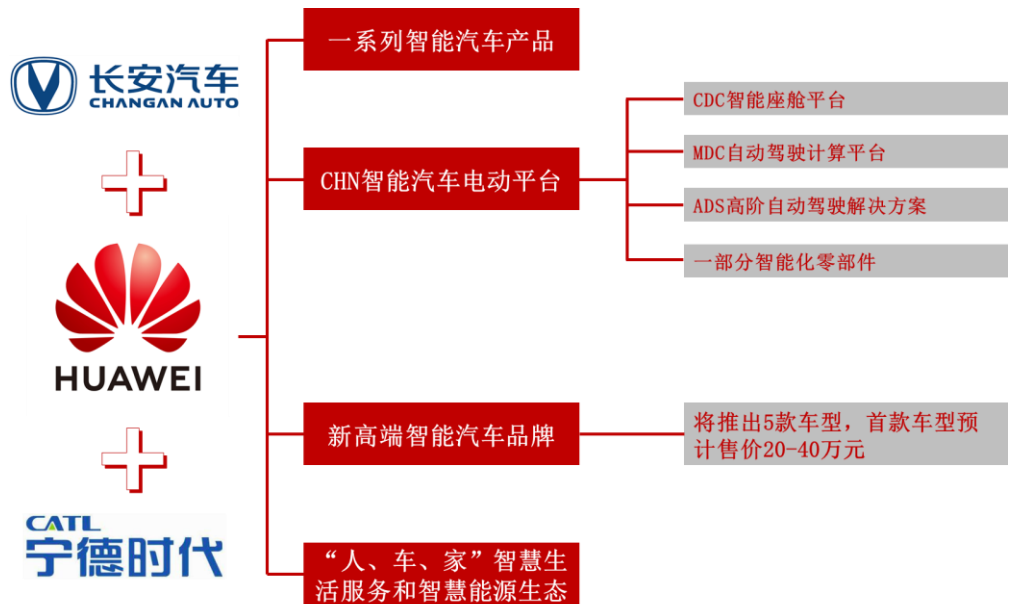 长安汽车
CHANGAN AUTO
HUAWEI
CATL
宁德时代
一系列智能汽车产品
CHN智能汽车电动平台
CDC智能座舱平台
MDC自动驾驶计算平台
ADS高阶自动驾驶解决方案
一部分智能化零部件
新高端智能汽车品牌
将推出5款车型，首款车型预
计售价20-40万元
“人、车、家”智慧生
活服务和智慧能源生态